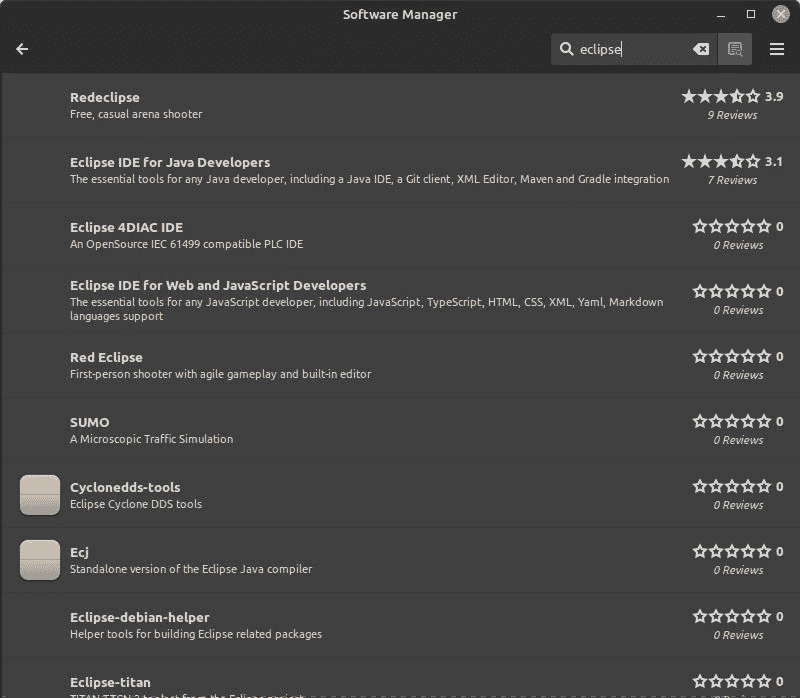 Software Manager
eclipse
Redeclipse
3.9
Free, casual arena shooter
9 Reviews
Eclipse IDE for Java Developers
3.1
The essential tools for any Java developer, including a Java IDE, a Git client, XML Editor, Maven and Gradle integration
7 Reviews
Eclipse 4DIAC IDE
0
An OpenSource IEC 61499 compatible PLC IDE
0 Reviews
Eclipse IDE for Web and JavaScript Developers
0
The essential tools for any JavaScript developer, including JavaScript, TypeScript, HTML, CSS, XML, Yaml, Markdown
languages support
0 Reviews
Red Eclipse
0
First-person shooter with agile gameplay and built-in editor
0 Reviews
SUMO
0
A Microscopic Traffic Simulation
0 Reviews
Cyclonedds-tools
0
Eclipse Cyclone DDS tools
0 Reviews
Ecj
0
Standalone version of the Eclipse Java compiler
0 Reviews
Eclipse-debian-helper
0
Helper tools for building Eclipse related packages
0 Reviews
Eclipse-titan
0